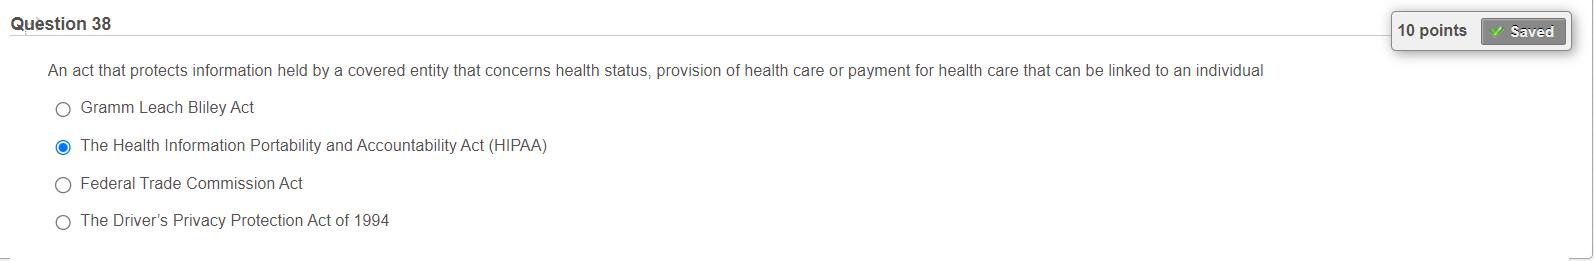 Question 38
10 points
Saved
An act that protects information held by a covered entity that concerns health status, provision of health care or payment for health care that can be linked to an individual
Gramm Leach Bliley Act
The Health Information Portability and Accountability Act (HIPAA)
Federal Trade Commission Act
The Driver's Privacy Protection Act of 1994